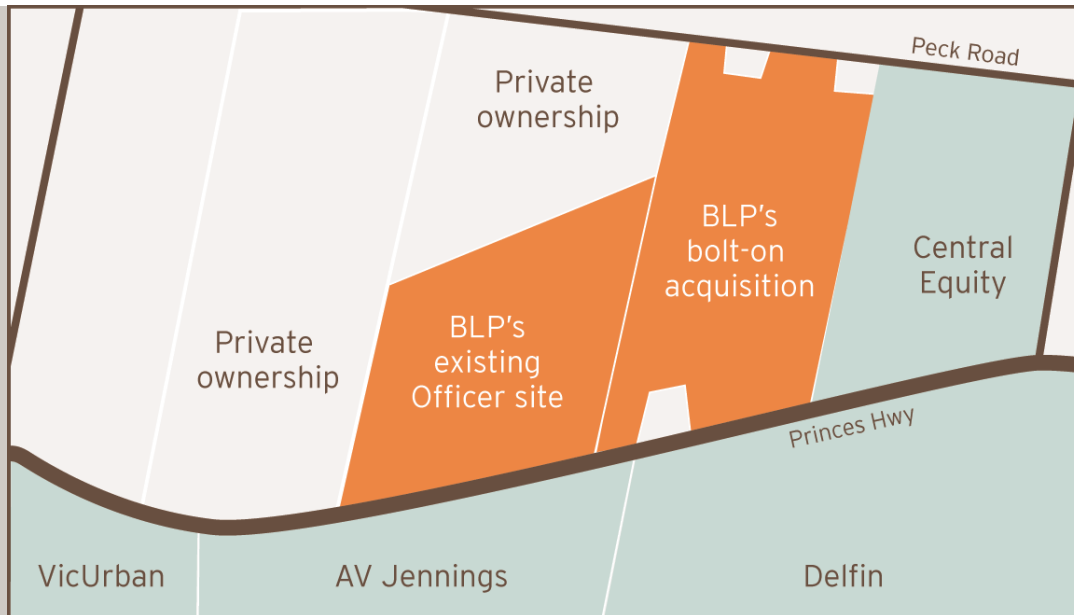 Peck Road
Private
ownership
BLP's
bolt-on
acquisition
Central
Equity
Private
ownership
BLP's
existing
Officer site
Princes Hwy
VicUrban
AV Jennings
Delfin